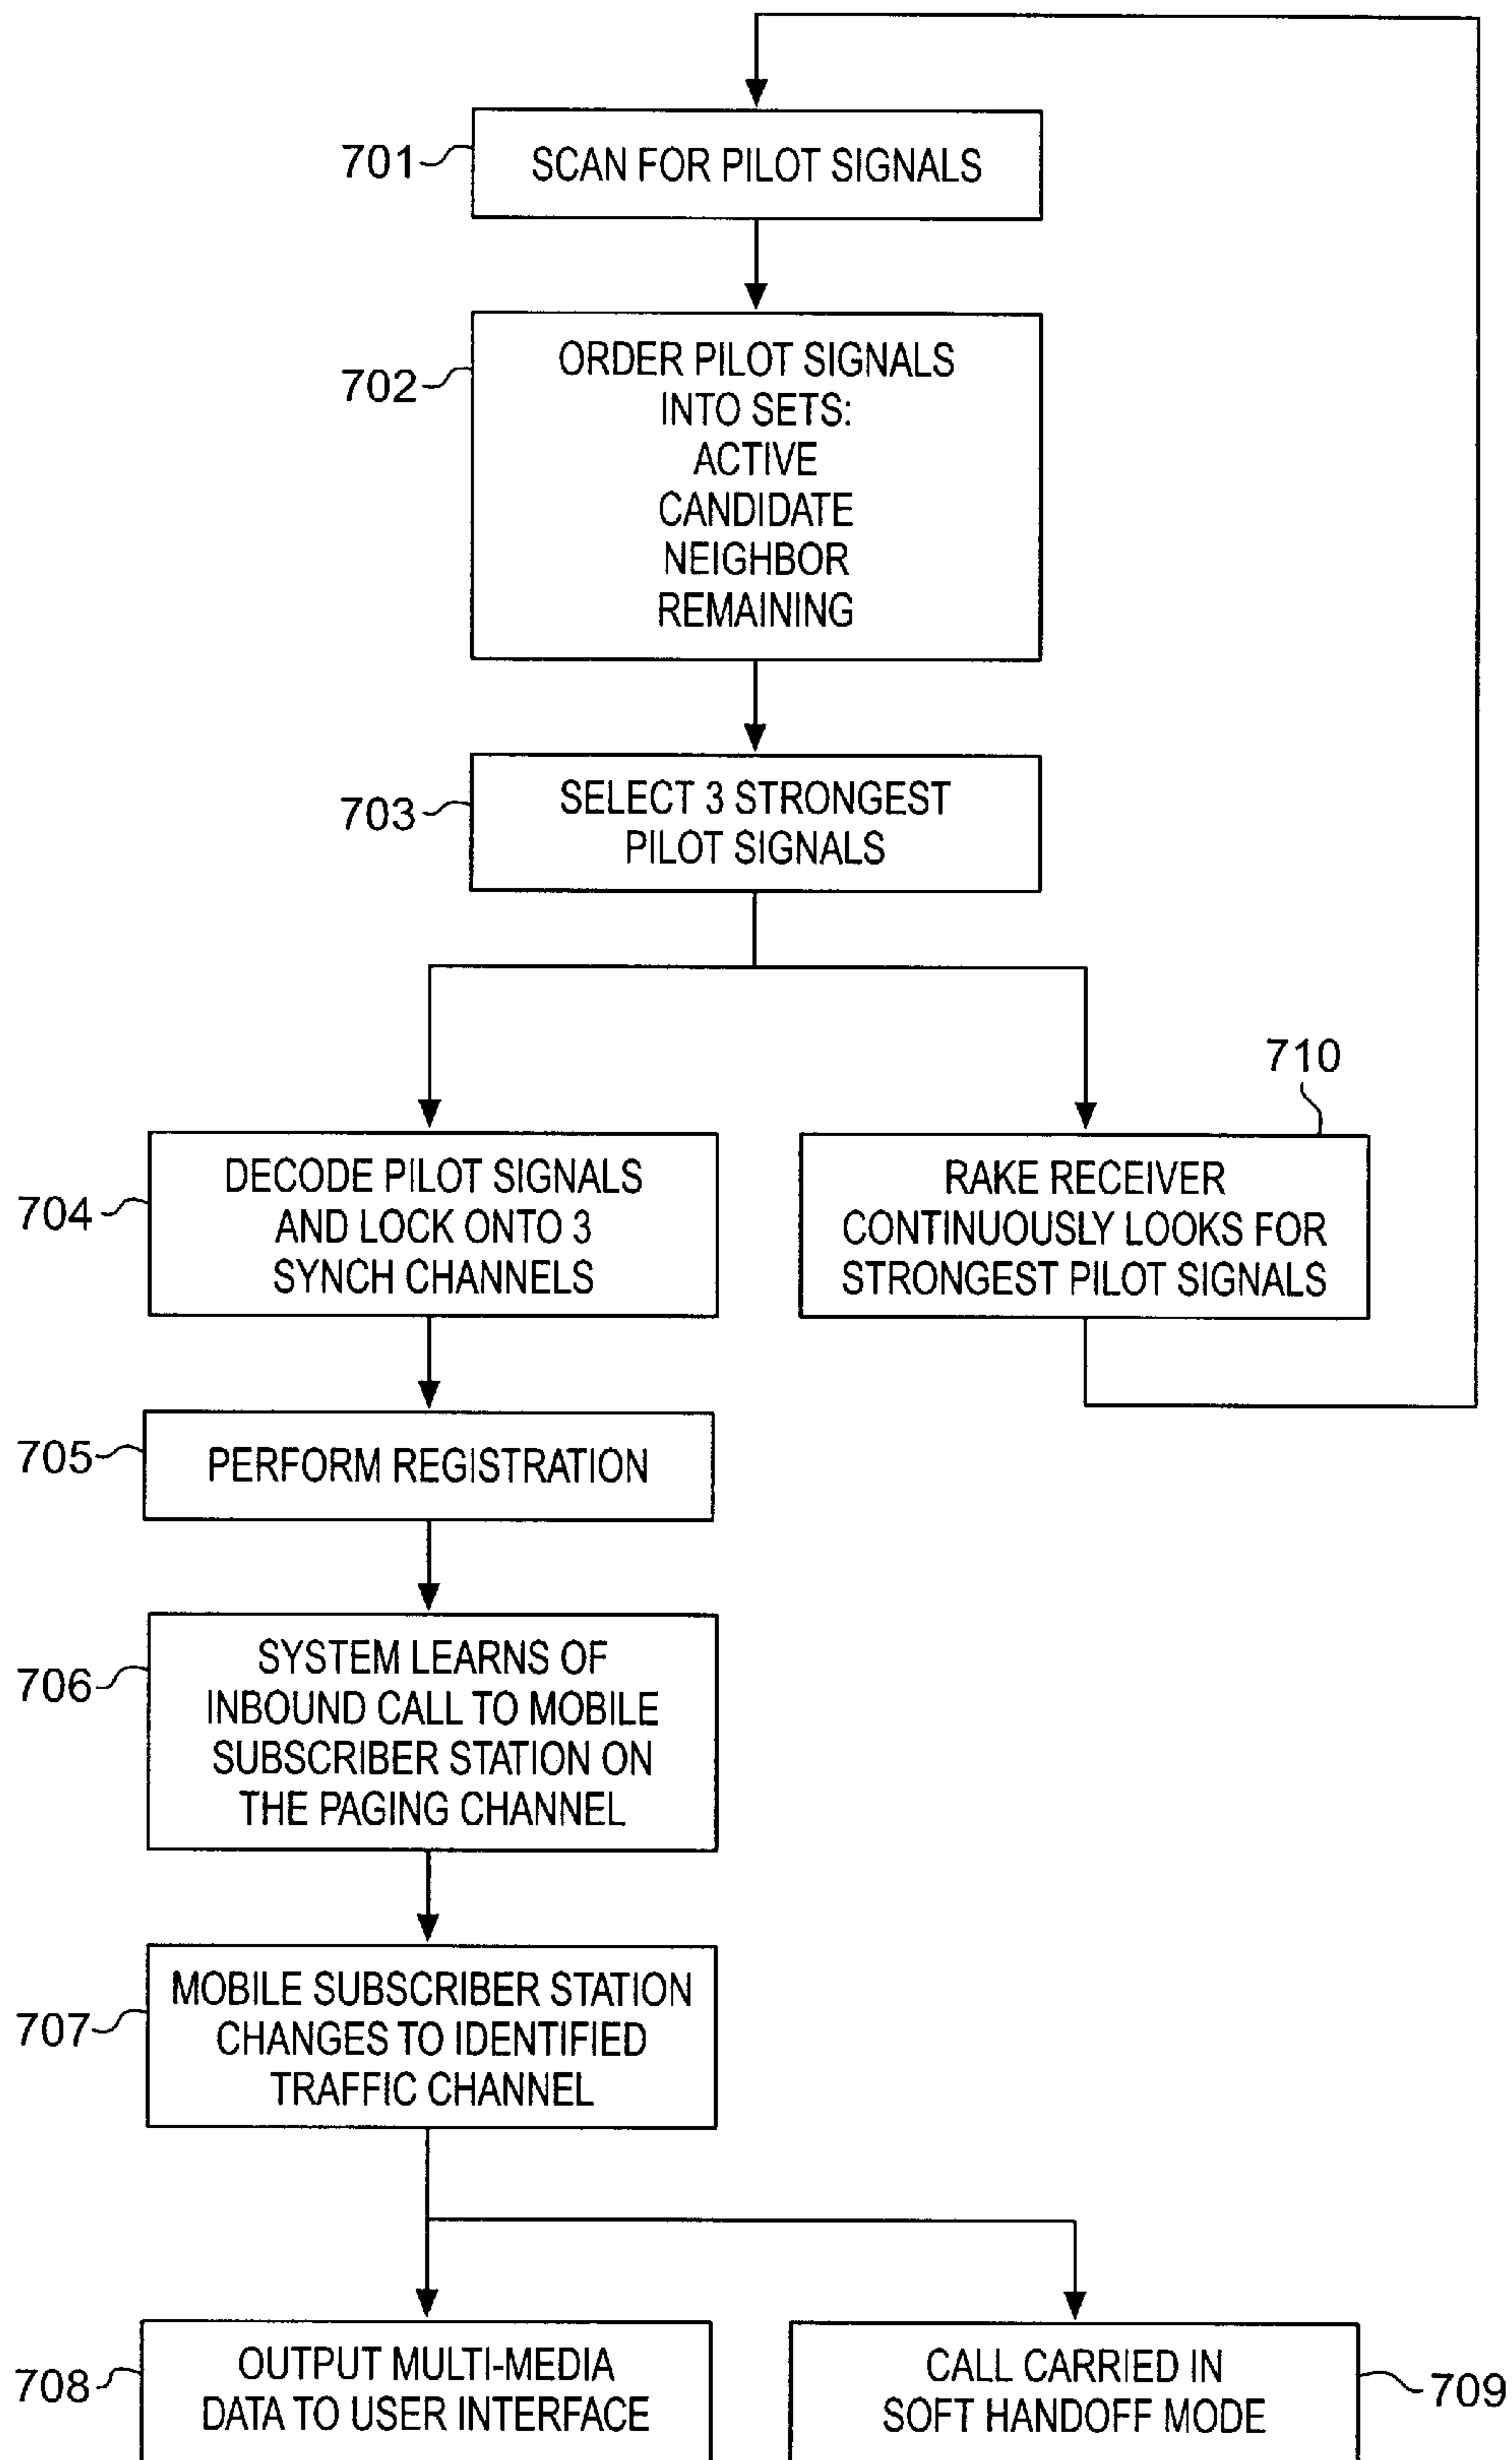 701
SCAN FOR PILOT SIGNALS
702
ORDER PILOT SIGNALS
INTO SETS:
ACTIVE
CANDIDATE
NEIGHBOR
REMAINING
703
SELECT 3 STRONGEST
PILOT SIGNALS
704
DECODE PILOT SIGNALS
AND LOCK ONTO 3
SYNCH CHANNELS
710
RAKE RECEIVER
CONTINUOUSLY LOOKS FOR
STRONGEST PILOT SIGNALS
705
PERFORM REGISTRATION
706
SYSTEM LEARNS OF
INBOUND CALL TO MOBILE
SUBSCRIBER STATION ON
THE PAGING CHANNEL
707
MOBILE SUBSCRIBER STATION
CHANGES TO IDENTIFIED
TRAFFIC CHANNEL
708
OUTPUT MULTI-MEDIA
DATA TO USER INTERFACE
CALL CARRIED IN
SOFT HANDOFF MODE
709